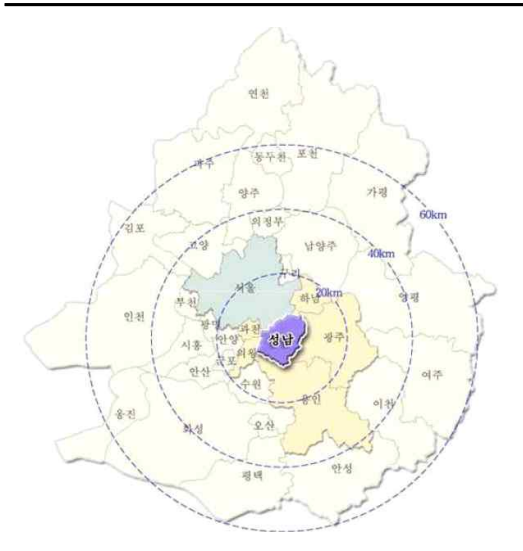 연천
동두천
포천
파주
양주
가평
60km
의정부
김포
고양
남양주
40km
구리
서울
20km
하남
양평
부천
인천
광명
과천
성남
광주
시흥
안양
의왕
군포
여주
안산
수원
용인
이천
옹진
화성
오산
안성
평택